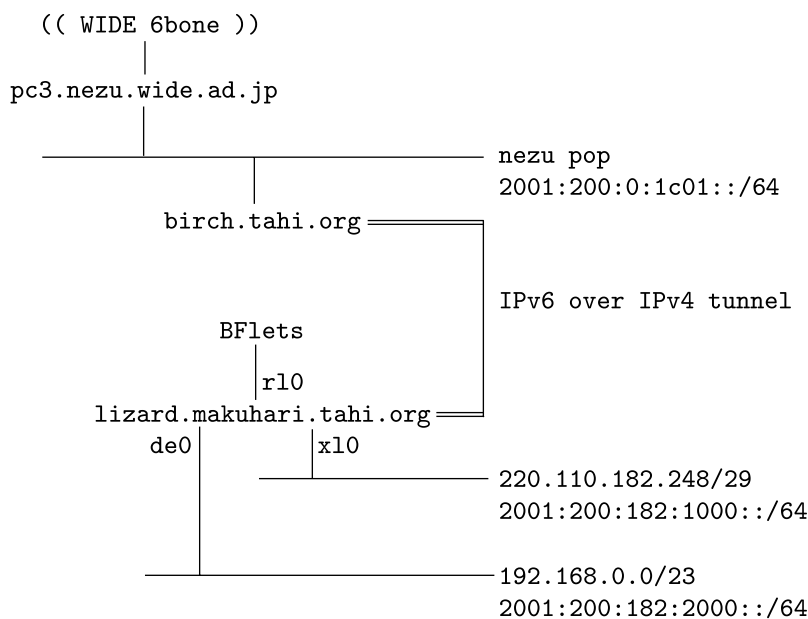 (( WIDE 6bone ))
pc3.nezu.wide.ad.jp
nezu pop
2001:200:0:1c01::/64
birch.tahi.org
IPv6 over IPv4 tunnel
BFlets
rl0
lizard.makuhari.tahi.org
de0
xl0
220.110.182.248/29
2001:200:182:1000::/64
192.168.0.0/23
2001:200:182:2000::/64